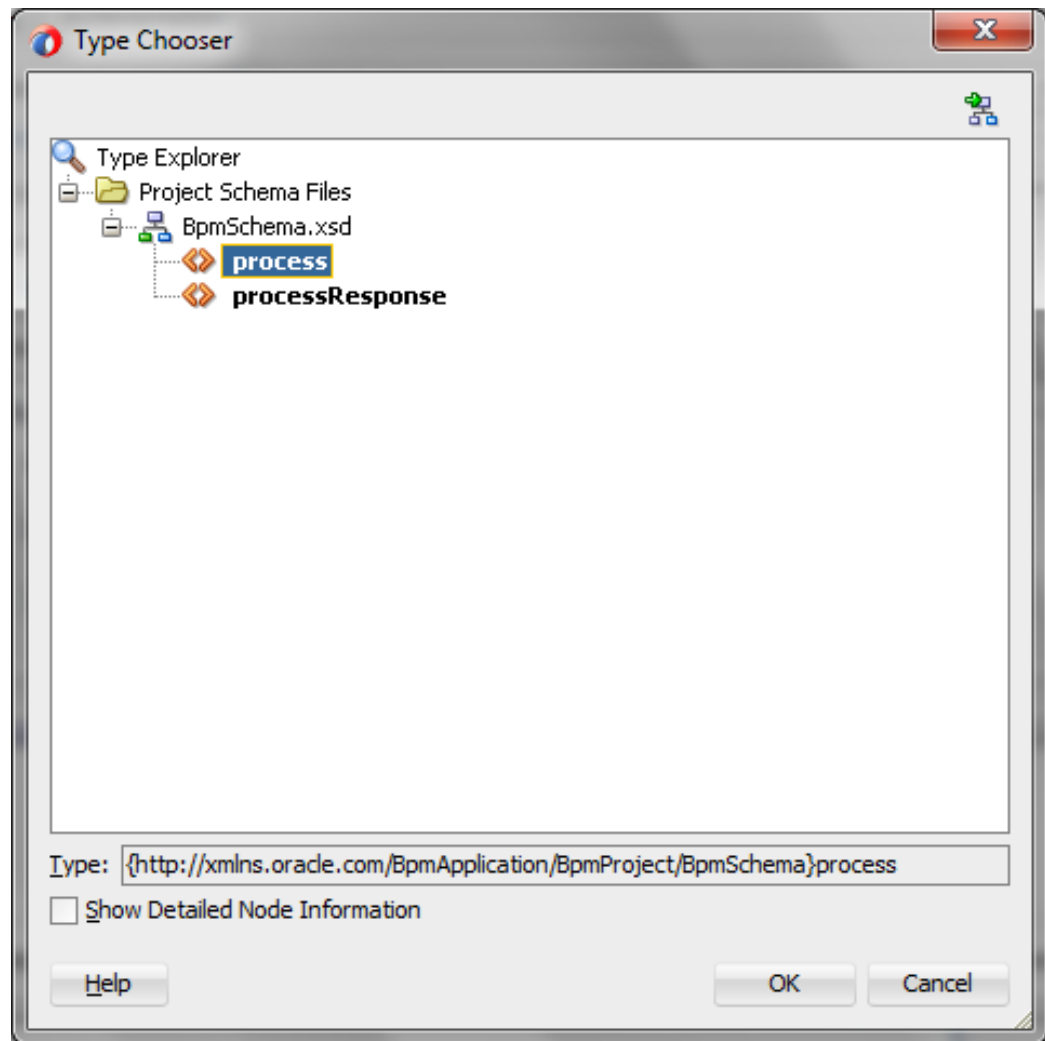 Type Chooser
Type Explorer
Project Schema Files
BpmSchema.xsd
process
processResponse
Type: {http://xmlns.oracle.com/BpmApplication/BpmProject/BpmSchema}process
Show Detailed Node Information
Help OK Cancel